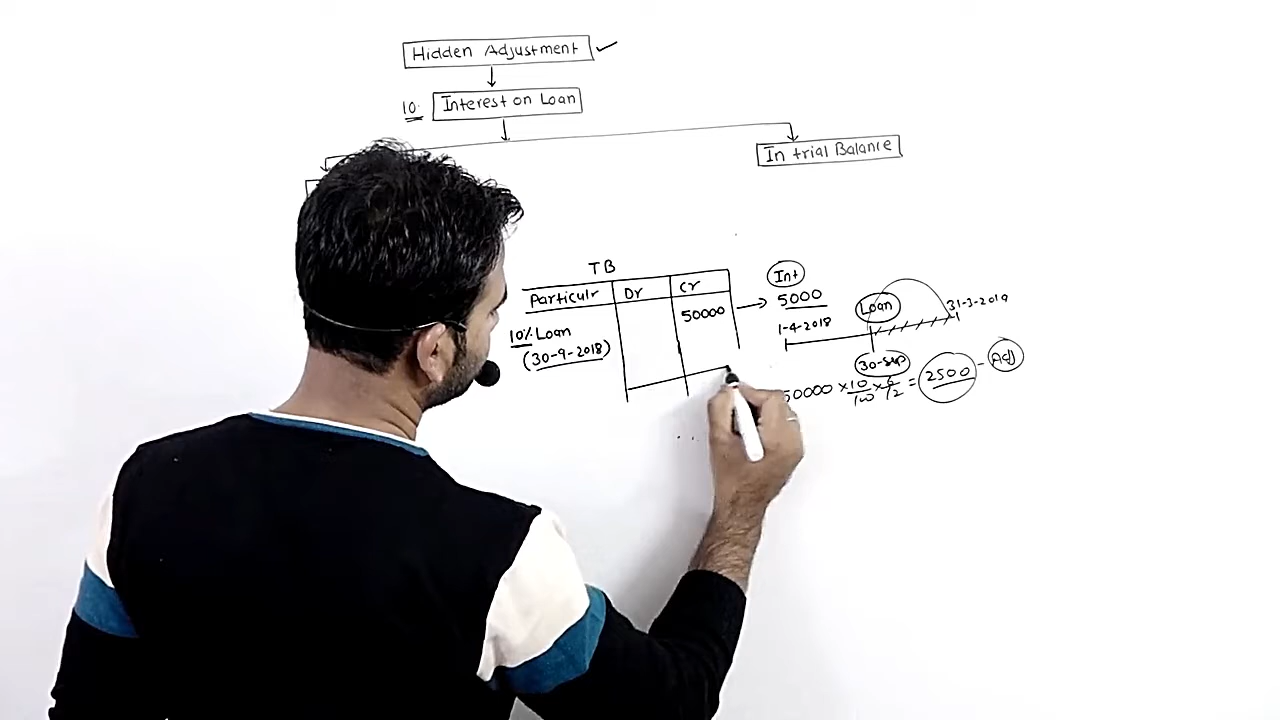 Hidden Adjustment
10. Interest on Loan
In trial Balance
TB
Particulr Dr Cr
50000
10% Loan
(30-9-2018)
Int
5000
1-4-2018
Loan
31-3-2019
30-sep
50000 × 10/100 × 6/12 = 2500 - Adj